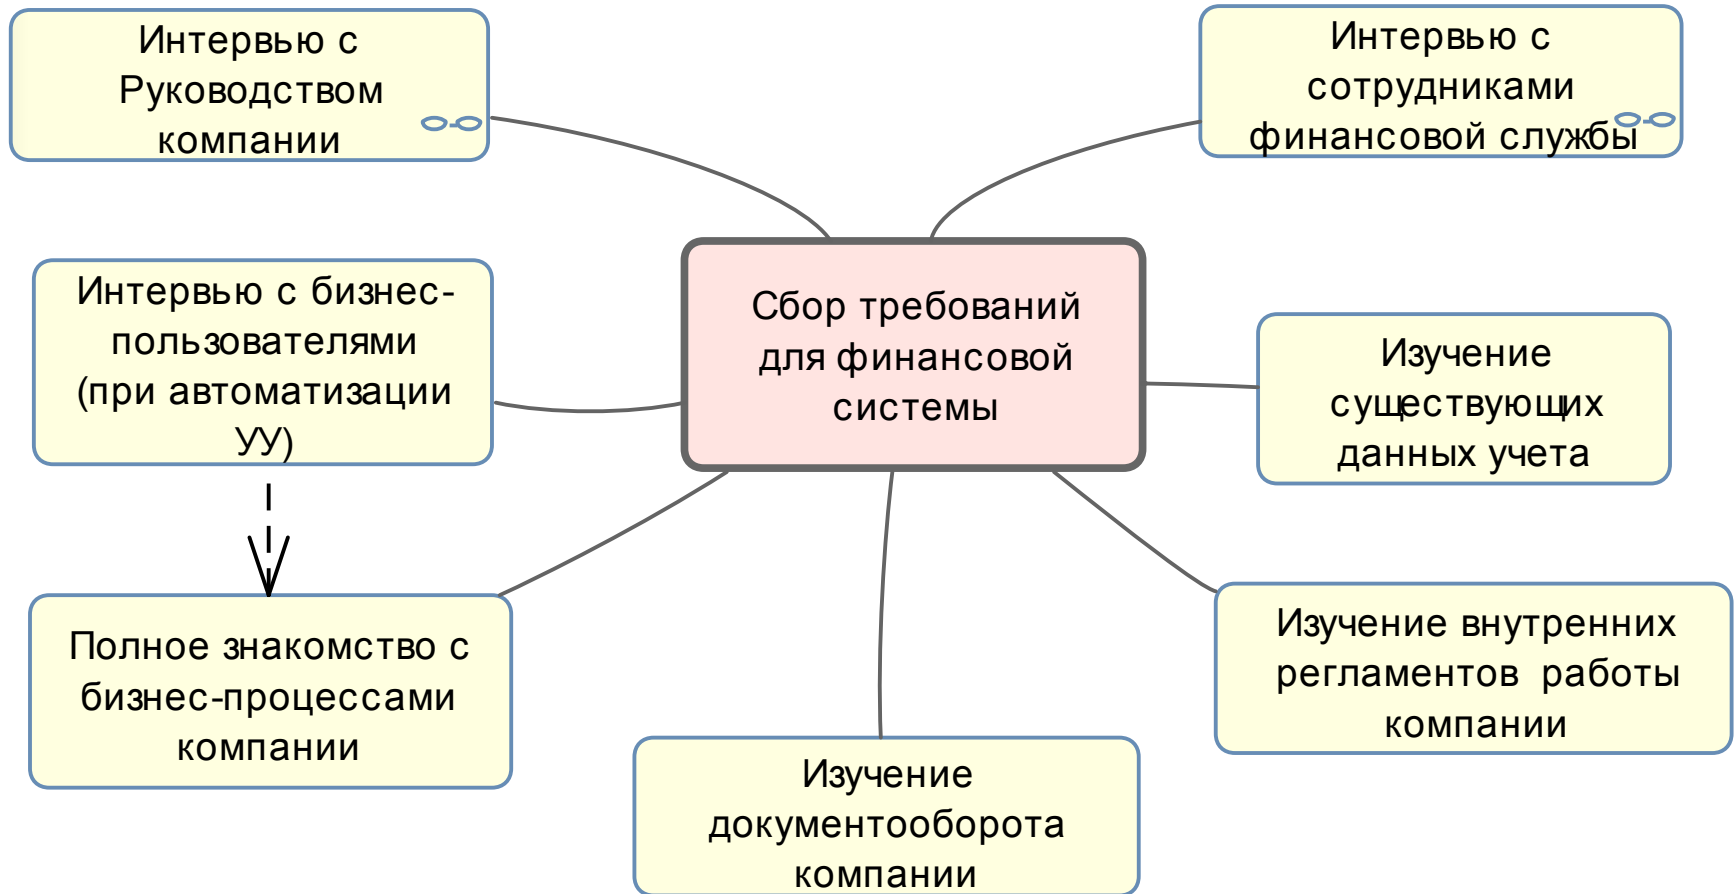 Интервью с
Руководством
компании
Интервью с
сотрудниками
финансовой службы
Интервью с бизнес-
пользователями
(при автоматизации
УУ)
Сбор требований
для финансовой
системы
Изучение
существующих
данных учета
Полное знакомство с
бизнес-процессами
компании
Изучение внутренних
регламентов работы
компании
Изучение
документооборота
компании